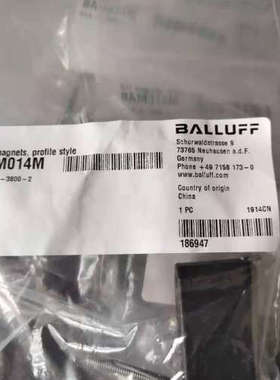 magnets, profile style
M014M
-3800-2
BALLUFF
Schurwaldstrasse 9
73765 Neuhausen a.d.F.
Germany
Phone +49 7158 173-0
www.balluff.com
Country of origin
China
1 PC 1914CN
186947